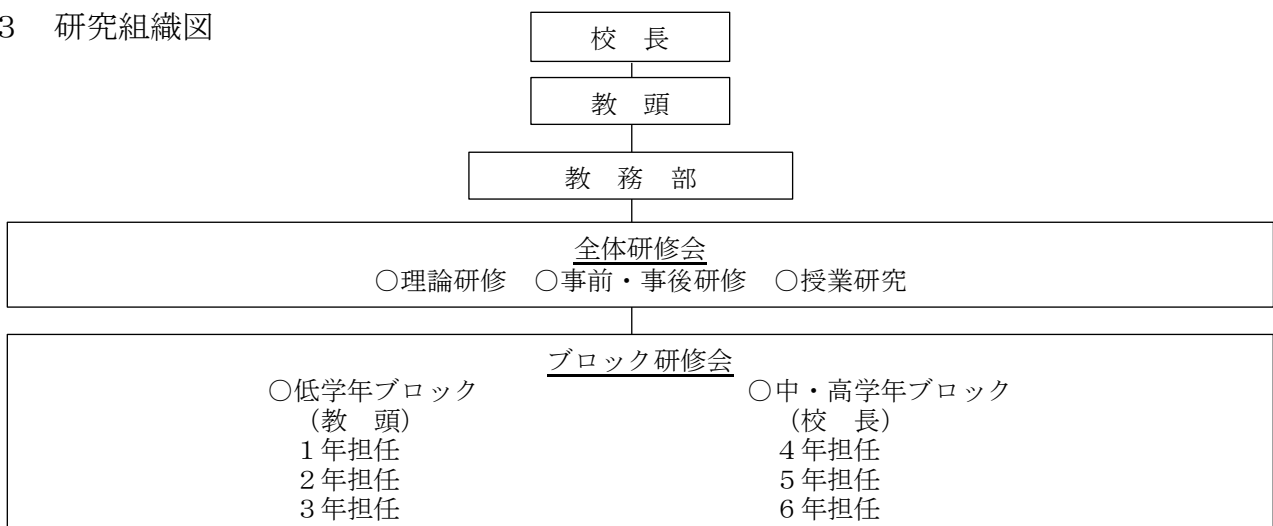 3　研究組織図
校　長
教　頭
教　務　部
全体研修会
○理論研修　○事前・事後研修　○授業研究
ブロック研修会
○低学年ブロック　○中・高学年ブロック
（教　頭）　（校　長）
１年担任　４年担任
２年担任　５年担任
３年担任　６年担任